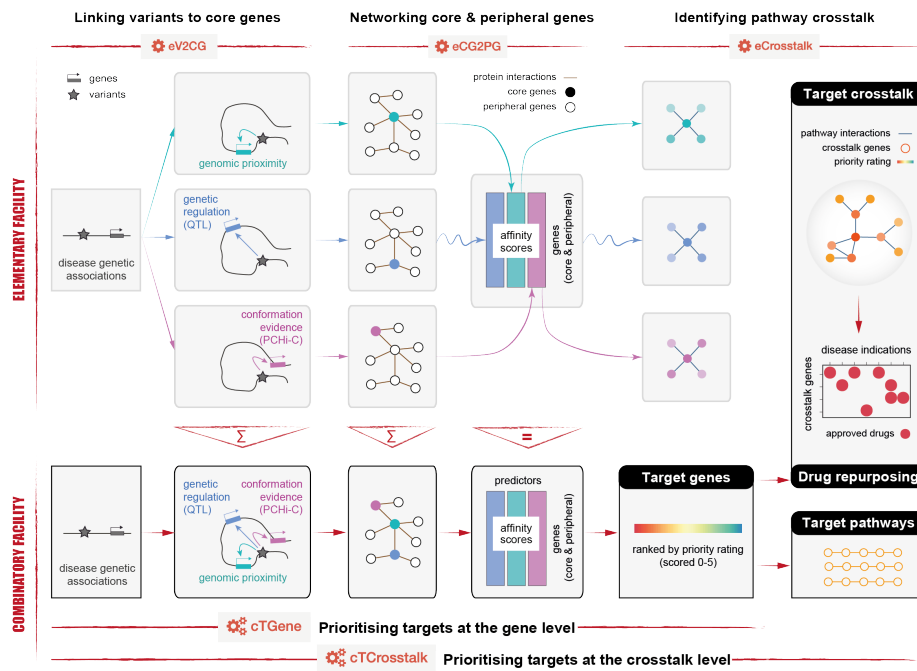 Linking variants to core genes
Networking core & peripheral genes
Identifying pathway crosstalk
eV2CG
eCG2PG
eCrosstalk
genes
variants
genomic prioximity
protein interactions
core genes
peripheral genes
Target crosstalk
pathway interactions
crosstalk genes
priority rating
ELEMENTARY FACILITY
disease genetic
associations
genetic
regulation
(QTL)
affinity
scores
genes
(core & peripheral)
conformation
evidence
(PCHi-C)
disease indications
crosstalk genes
approved drugs
Σ
Σ
=
COMBINATORY FACILITY
disease genetic
associations
genetic
regulation
(QTL)
conformation
evidence
(PCHi-C)
genomic prioximity
predictors
affinity
scores
genes
(core & peripheral)
Target genes
ranked by priority rating
(scored 0-5)
Drug repurposing
Target pathways
cTGene
Prioritising targets at the gene level
cTCrosstalk
Prioritising targets at the crosstalk level